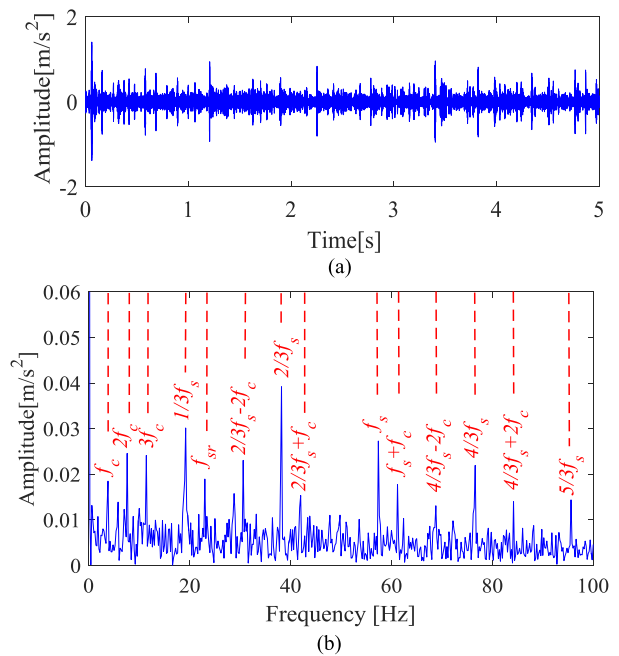 2
0
-2
Amplitude[m/s²]
0 1 2 3 4 5
Time[s]
(a)
0.06
0.05
0.04
0.03
0.02
0.01
0
Amplitude[m/s²]
f_c
2f_c
3f_c
1/3f_s
f_sr
2/3f_s-2f_c
2/3f_s
2/3f_s+f_c
f_s
f_s+f_c
4/3f_s-2f_c
4/3f_s
4/3f_s+2f_c
5/3f_s
0 20 40 60 80 100
Frequency [Hz]
(b)